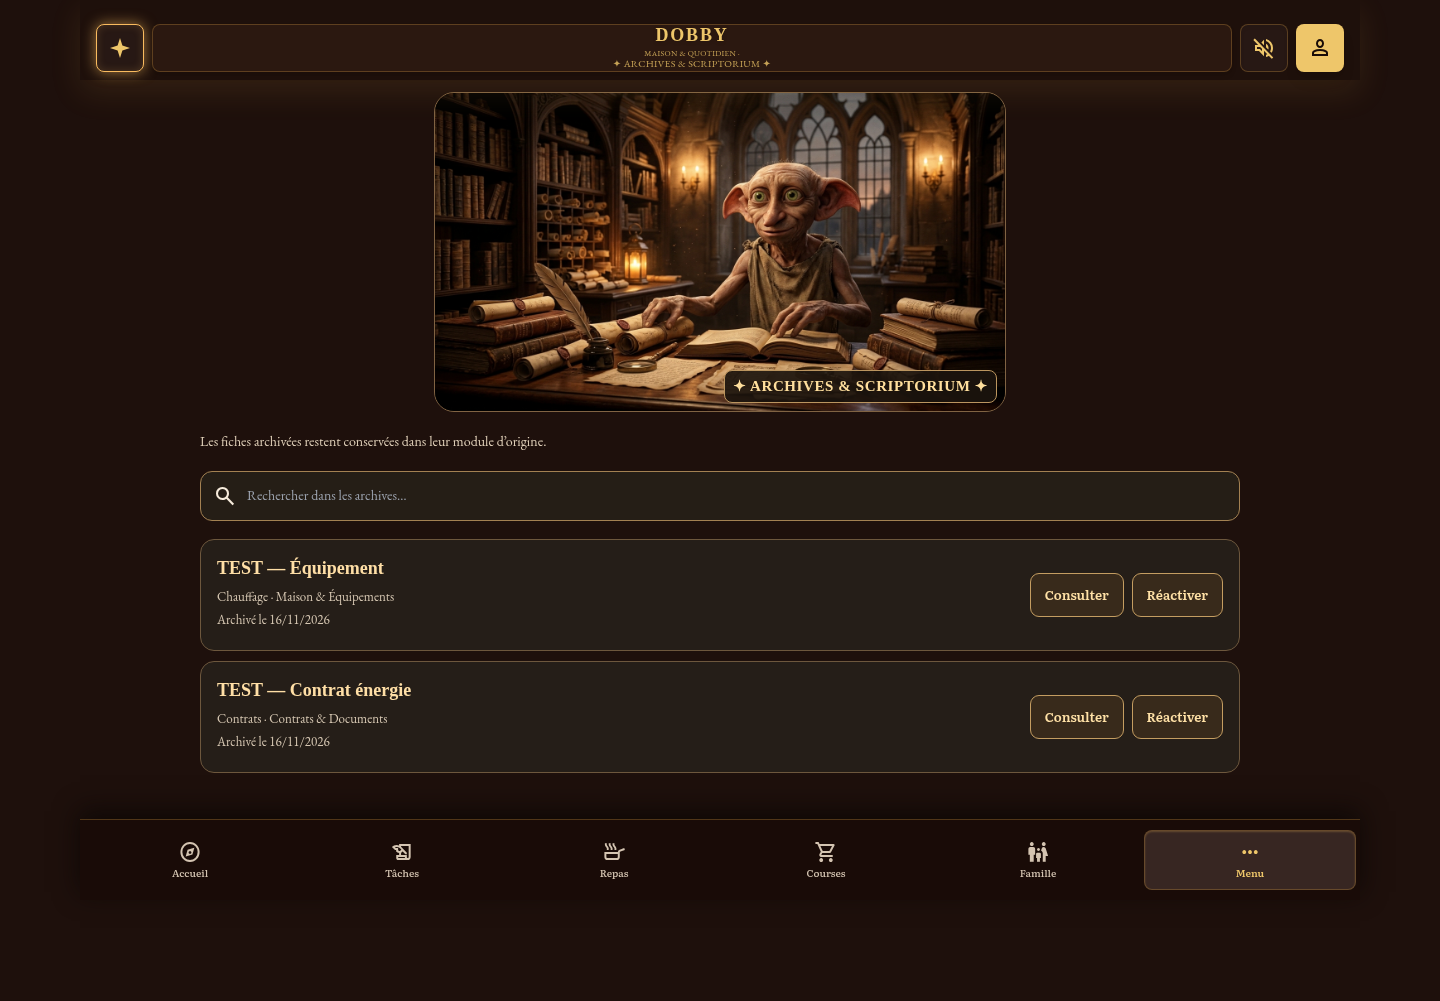 DOBBY
MAISON & QUOTIDIEN ·
✦ ARCHIVES & SCRIPTORIUM ✦
✦ ARCHIVES & SCRIPTORIUM ✦
Les fiches archivées restent conservées dans leur module d’origine.
Rechercher dans les archives…
TEST — Équipement
Chauffage · Maison & Équipements
Archivé le 16/11/2026
Consulter
Réactiver
TEST — Contrat énergie
Contrats · Contrats & Documents
Archivé le 16/11/2026
Consulter
Réactiver
Accueil
Tâches
Repas
Courses
Famille
Menu